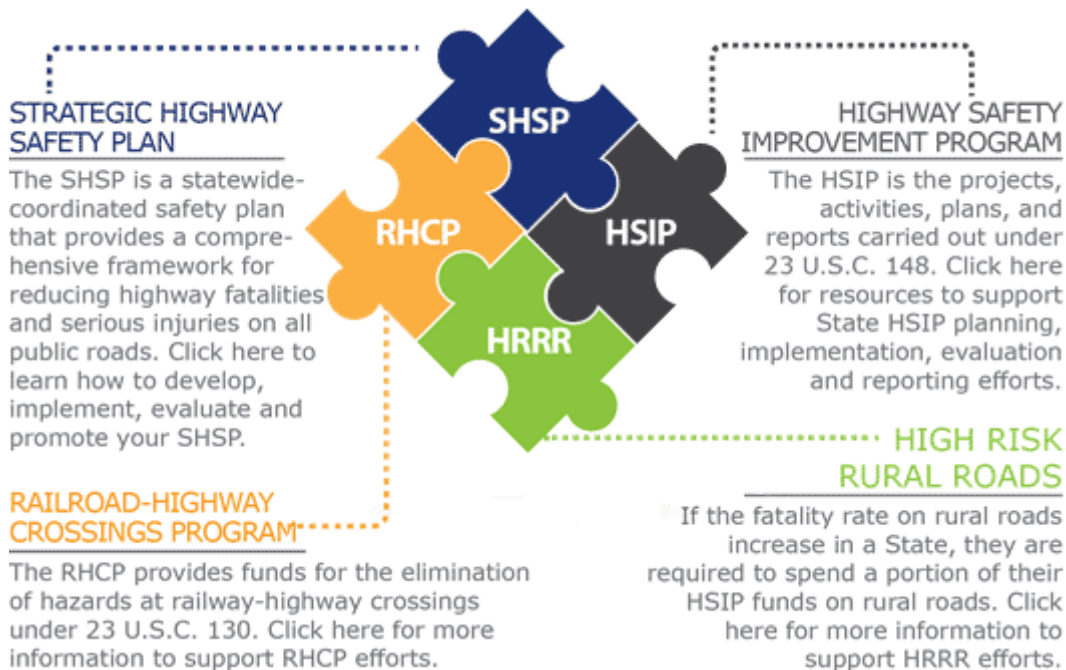 SHSP
RHCP
HSIP
HRRR
STRATEGIC HIGHWAY
SAFETY PLAN
The SHSP is a statewide-
coordinated safety plan
that provides a compre-
hensive framework for
reducing highway fatalities
and serious injuries on all
public roads. Click here to
learn how to develop,
implement, evaluate and
promote your SHSP.
HIGHWAY SAFETY
IMPROVEMENT PROGRAM
The HSIP is the projects,
activities, plans, and
reports carried out under
23 U.S.C. 148. Click here
for resources to support
State HSIP planning,
implementation, evaluation
and reporting efforts.
RAILROAD-HIGHWAY
CROSSINGS PROGRAM
The RHCP provides funds for the elimination
of hazards at railway-highway crossings
under 23 U.S.C. 130. Click here for more
information to support RHCP efforts.
HIGH RISK
RURAL ROADS
If the fatality rate on rural roads
increase in a State, they are
required to spend a portion of their
HSIP funds on rural roads. Click
here for more information to
support HRRR efforts.